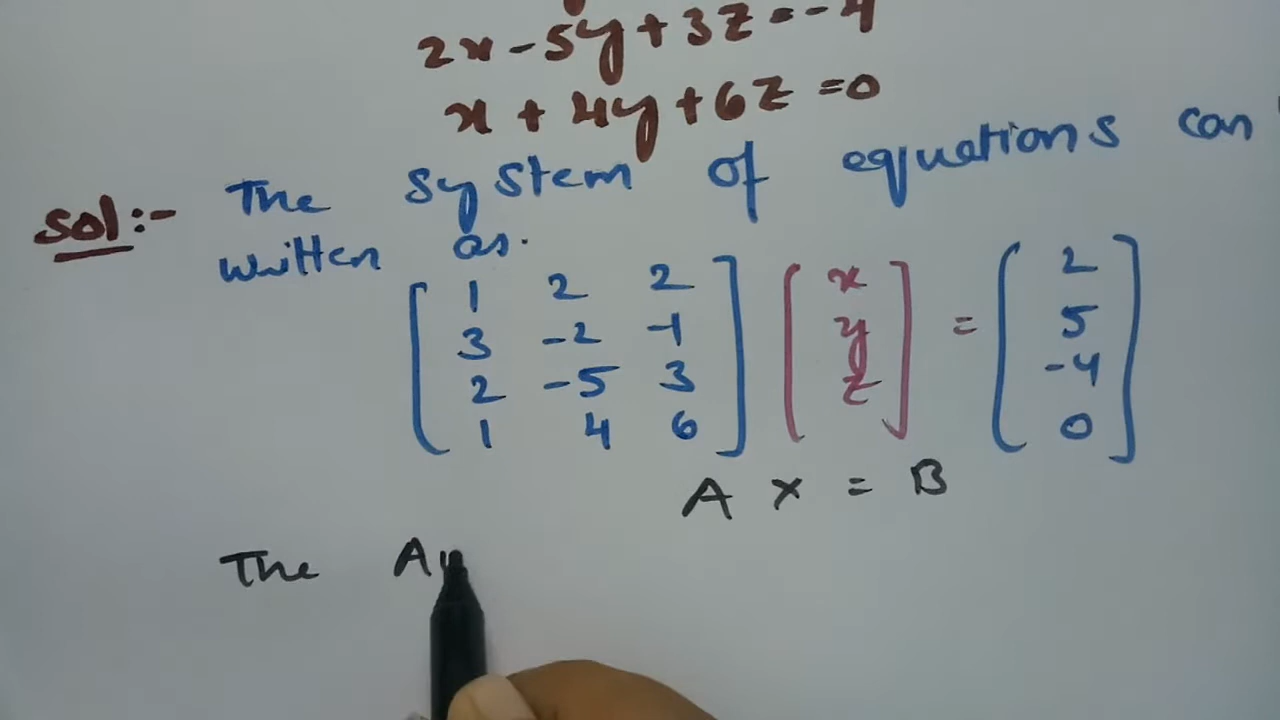 2x - 5y + 3z = -4
x + 4y + 6z = 0
Sol:- The system of equations can
written as.
[ 1 2 2 ] [ x ] = [ 2 ]
[ 3 -2 -1 ] [ y ] [ 5 ]
[ 2 -5 3 ] [ z ] [ -4 ]
[ 1 4 6 ] [ 0 ]
A X = B
The Au